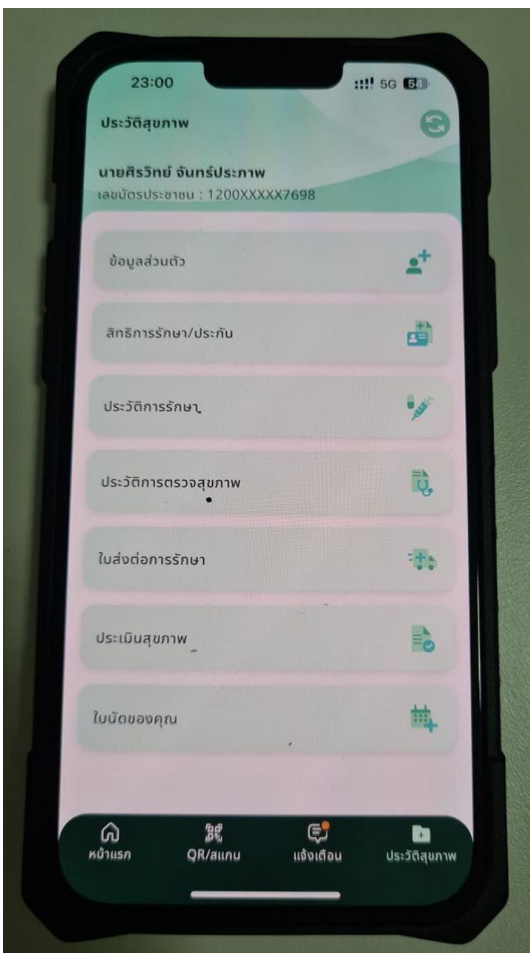 23:00
5G 54
ประวัติสุขภาพ
นายศิรวิทย์ จันทร์ประภาพ
เลขบัตรประชาชน : 1200XXXXX7698
ข้อมูลส่วนตัว
สิทธิการรักษา/ประกัน
ประวัติการรักษา
ประวัติการตรวจสุขภาพ
ใบส่งต่อการรักษา
ประเมินสุขภาพ
ใบนัดของคุณ
หน้าแรก QR/สแกน แจ้งเตือน ประวัติสุขภาพ